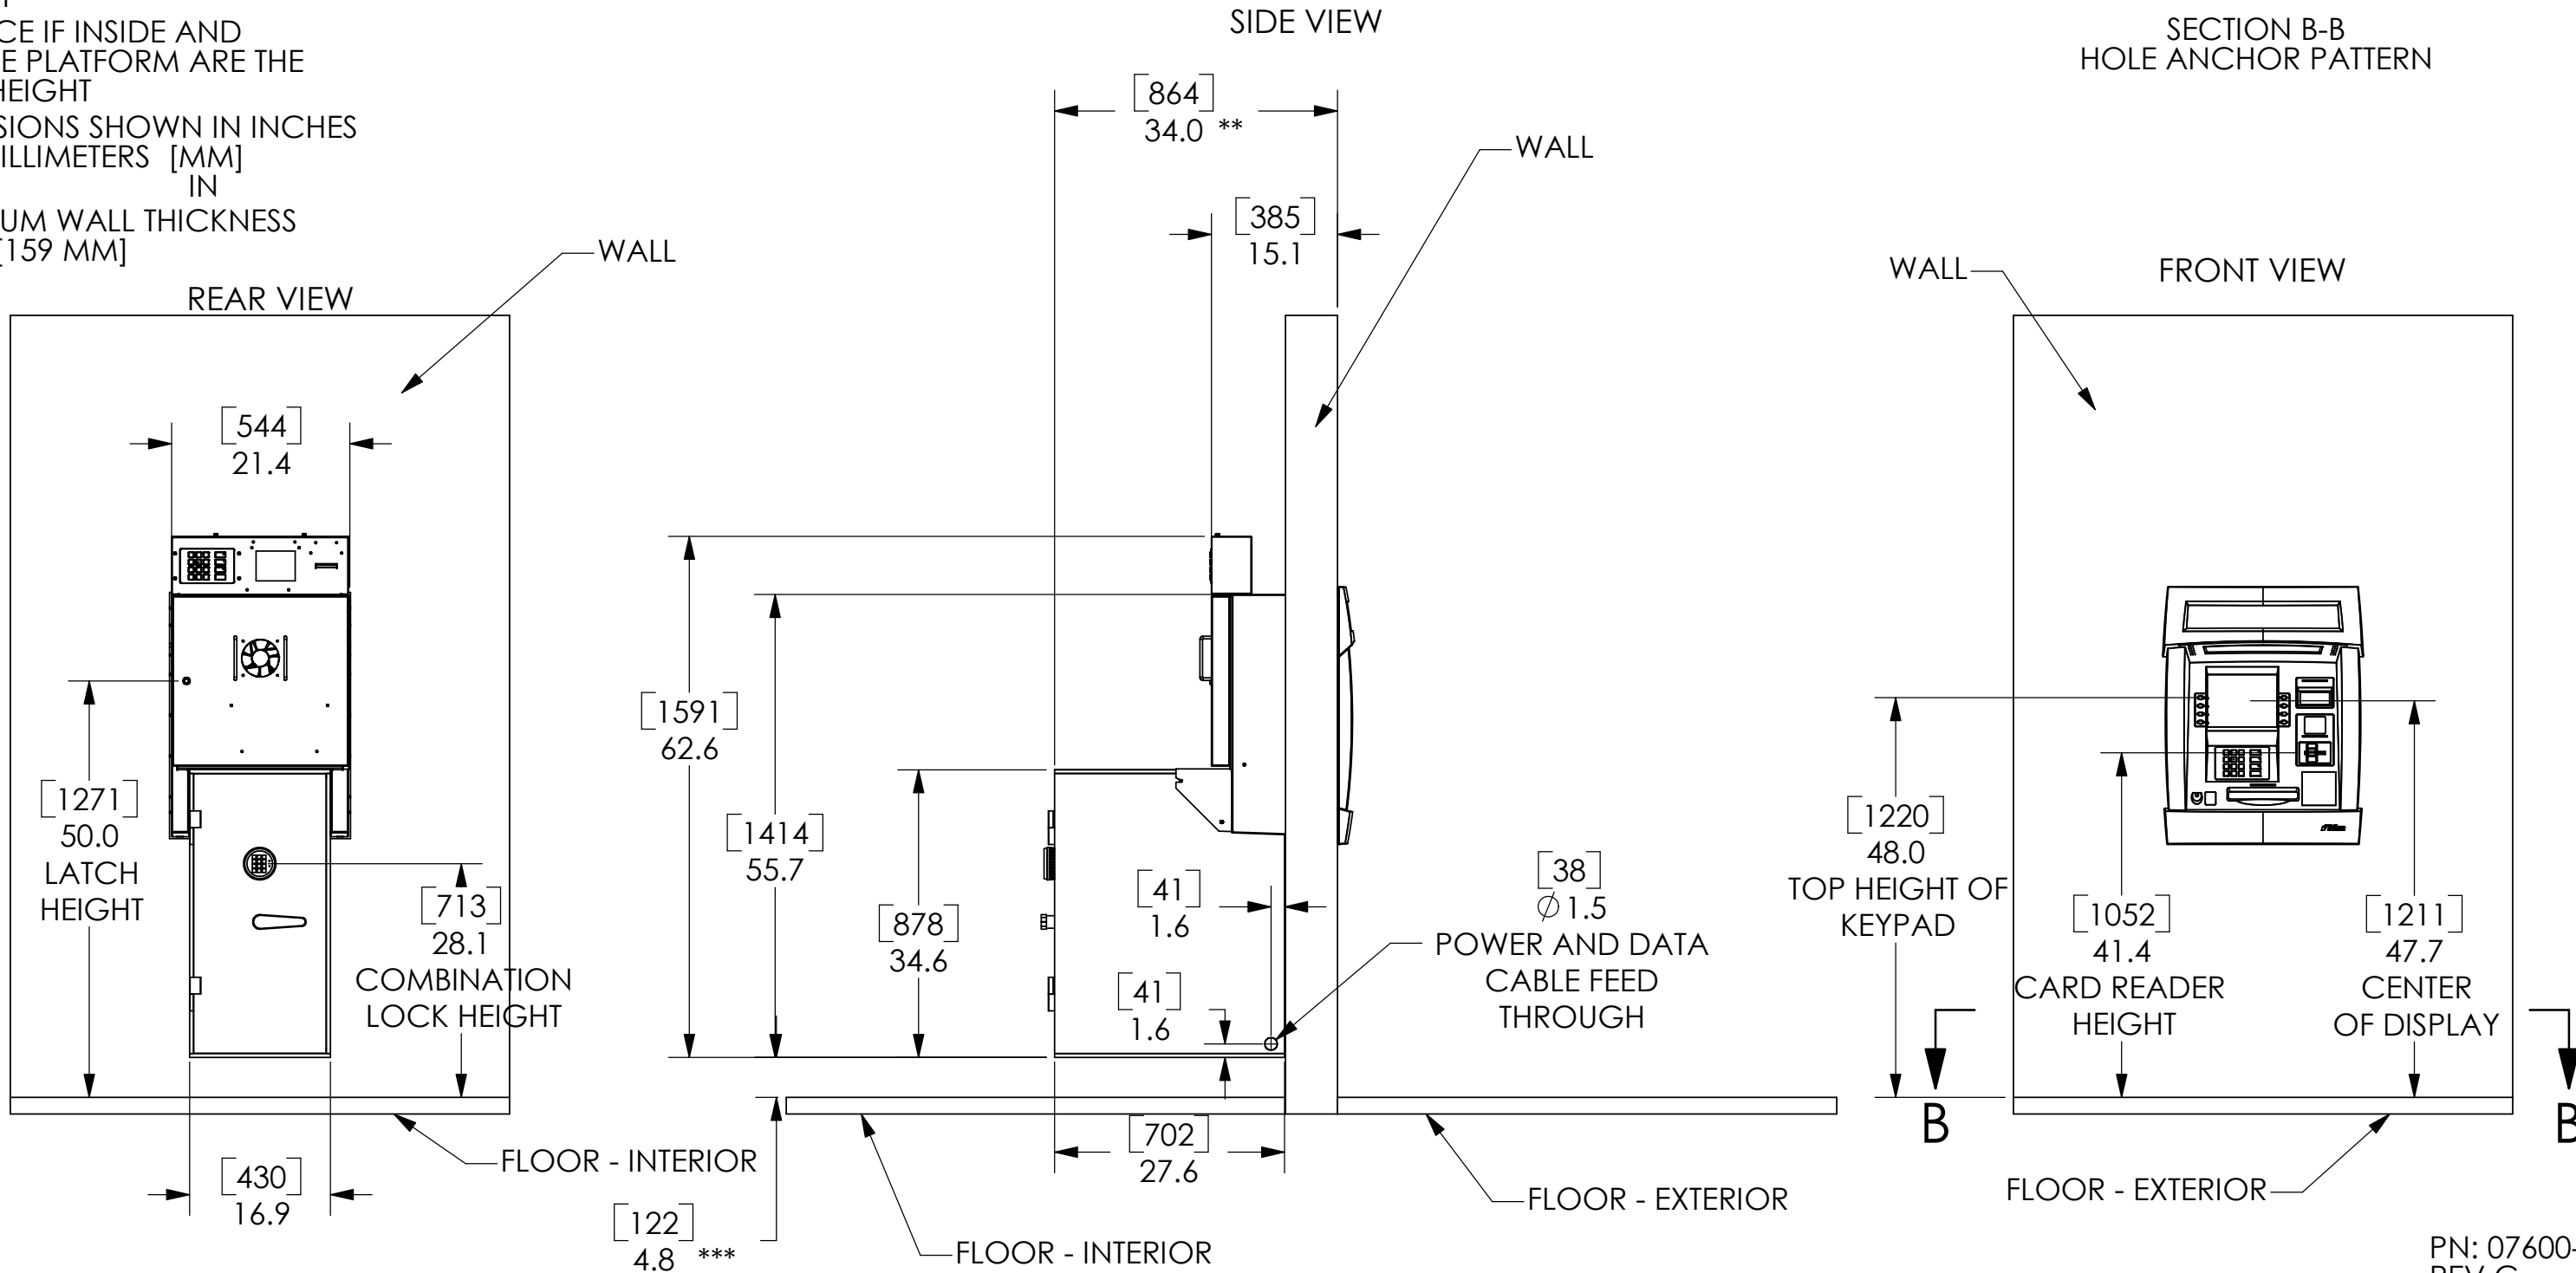 CE IF INSIDE AND
E PLATFORM ARE THE
HEIGHT
SIONS SHOWN IN INCHES
ILLIMETERS [MM]
IN
UM WALL THICKNESS
[159 MM]
REAR VIEW
WALL
[544]
21.4
[1271]
50.0
LATCH
HEIGHT
[713]
28.1
COMBINATION
LOCK HEIGHT
[430]
16.9
FLOOR - INTERIOR
SIDE VIEW
[864]
34.0 **
[385]
15.1
WALL
[1591]
62.6
[1414]
55.7
[878]
34.6
[41]
1.6
[41]
1.6
[38]
∅ 1.5
POWER AND DATA
CABLE FEED
THROUGH
[702]
27.6
[122]
4.8 ***
FLOOR - INTERIOR
FLOOR - EXTERIOR
SECTION B-B
HOLE ANCHOR PATTERN
FRONT VIEW
WALL
[1220]
48.0
TOP HEIGHT OF
KEYPAD
[1052]
41.4
CARD READER
HEIGHT
[1211]
47.7
CENTER
OF DISPLAY
B
B
FLOOR - EXTERIOR
PN: 07600-